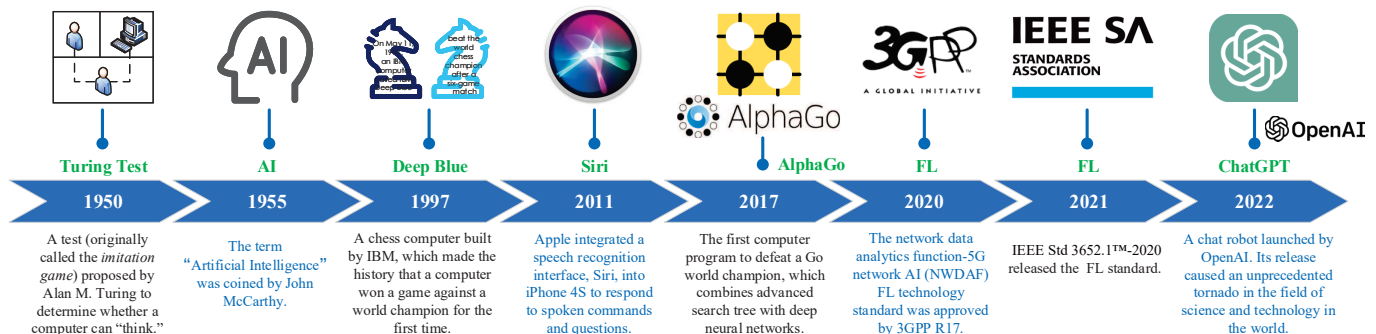 AI
On May 11
an IBM
computer
beat the
world
chess
champion
after a
six-game
match
3GPP™
A GLOBAL INITIATIVE
IEEE SA
STANDARDS
ASSOCIATION
AlphaGo
OpenAI
Turing Test
AI
Deep Blue
Siri
AlphaGo
FL
FL
ChatGPT
1950
1955
1997
2011
2017
2020
2021
2022
A test (originally
called the imitation
game) proposed by
Alan M. Turing to
determine whether a
computer can “think.”
The term
“Artificial Intelligence”
was coined by John
McCarthy.
A chess computer built
by IBM, which made the
history that a computer
won a game against a
world champion for the
first time.
Apple integrated a
speech recognition
interface, Siri, into
iPhone 4S to respond
to spoken commands
and questions.
The first computer
program to defeat a Go
world champion, which
combines advanced
search tree with deep
neural networks.
The network data
analytics function-5G
network AI (NWDAF)
FL technology
standard was approved
by 3GPP R17.
IEEE Std 3652.1™-2020
released the FL standard.
A chat robot launched by
OpenAI. Its release
caused an unprecedented
tornado in the field of
science and technology in
the world.